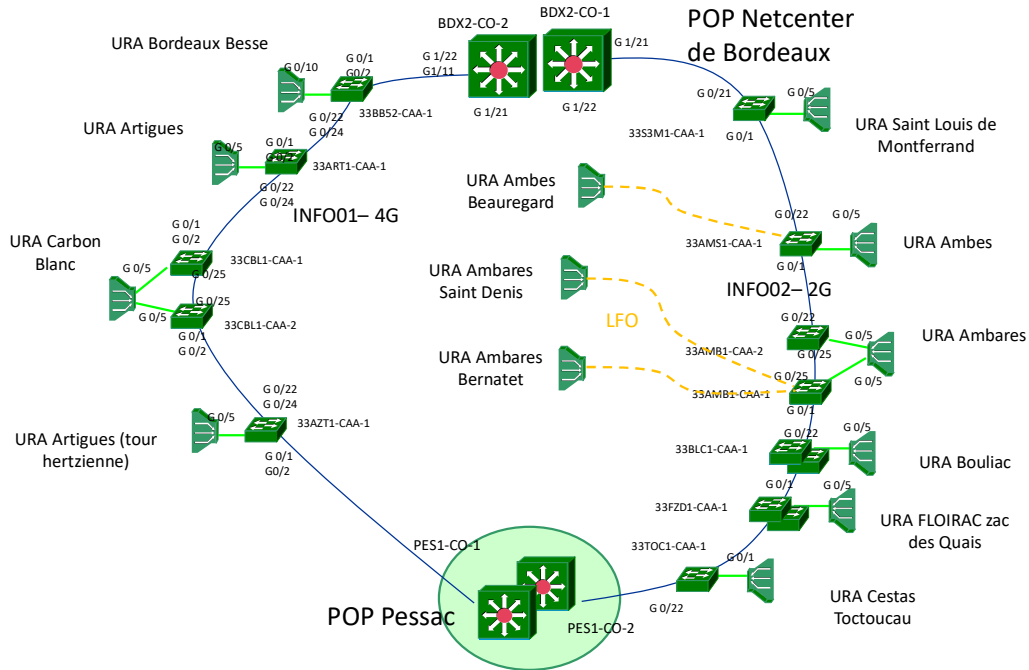 BDX2-CO-2
BDX2-CO-1
POP Netcenter
de Bordeaux
URA Bordeaux Besse
G 0/10
G 0/1
G0/2
G 1/22
G1/11
G 1/21
G 1/21
G 1/22
33BB52-CAA-1
G 0/22
G 0/24
G 0/21
G 0/5
33S3M1-CAA-1
G 0/1
URA Saint Louis de
Montferrand
URA Artigues
G 0/5
G 0/1
G 0/2
33ART1-CAA-1
G 0/22
G 0/24
INFO01– 4G
URA Ambes
Beauregard
G 0/22
G 0/5
33AMS1-CAA-1
G 0/1
URA Ambes
URA Carbon
Blanc
G 0/1
G 0/2
G 0/5
33CBL1-CAA-1
G 0/25
G 0/25
G 0/5
33CBL1-CAA-2
G 0/1
G 0/2
URA Ambares
Saint Denis
INFO02– 2G
LFO
G 0/22
G 0/5
33AMB1-CAA-2
G 0/25
URA Ambares
URA Ambares
Bernatet
G 0/25
G 0/5
33AMB1-CAA-1
G 0/1
G 0/22
G 0/24
G 0/5
33AZT1-CAA-1
URA Artigues (tour
hertzienne)
G 0/1
G0/2
G 0/22
G 0/5
33BLC1-CAA-1
G 0/1
URA Bouliac
G 0/5
33FZD1-CAA-1
URA FLOIRAC zac
des Quais
PES1-CO-1
33TOC1-CAA-1
G 0/1
G 0/22
URA Cestas
Toctoucau
POP Pessac
PES1-CO-2